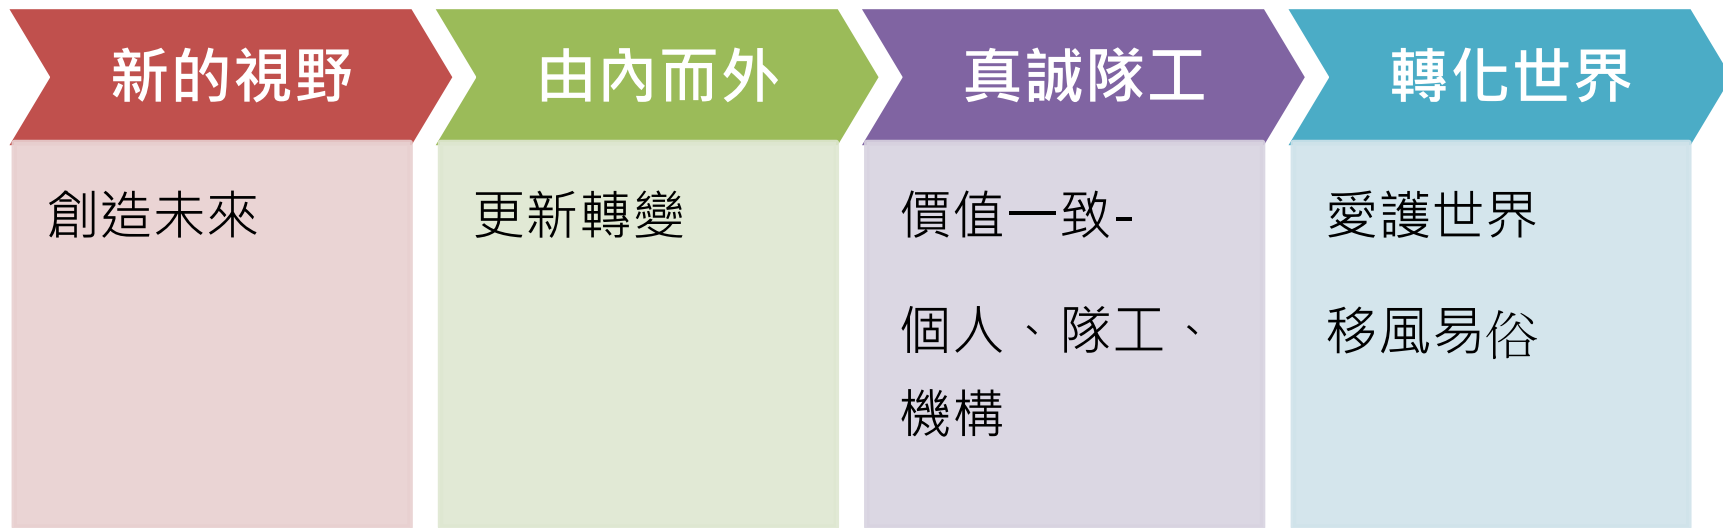 新的視野
創造未來
由內而外
更新轉變
真誠隊工
價值一致-
個人、隊工、
機構
轉化世界
愛護世界
移風易俗